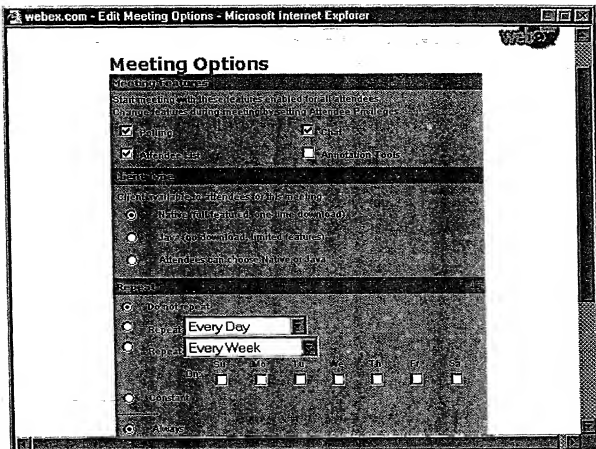 webex.com - Edit Meeting Options - Microsoft Internet Explorer
webex
Meeting Options
Meeting Features
Start meeting with these features enabled for all attendees
Change features during meeting by setting Attendee Privileges
Polling Chat
Attendee List Annotation Tools
Client Type
Client available to attendees for this meeting
Native (full featured, one time download)
Java (no download, limited features)
Attendees can choose Native or Java
Repeat
Do not repeat
Repeat Every Day
Repeat Every Week
On: Su Mo Tu We Th Fr Sa
Constant
Always